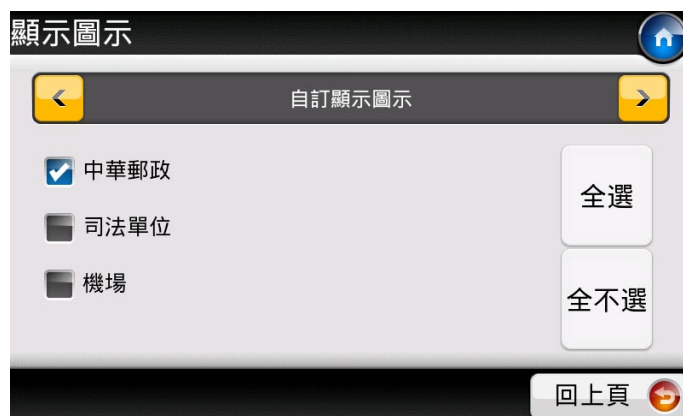 顯示圖示
自訂顯示圖示
中華郵政
司法單位
機場
全選
全不選
回上頁